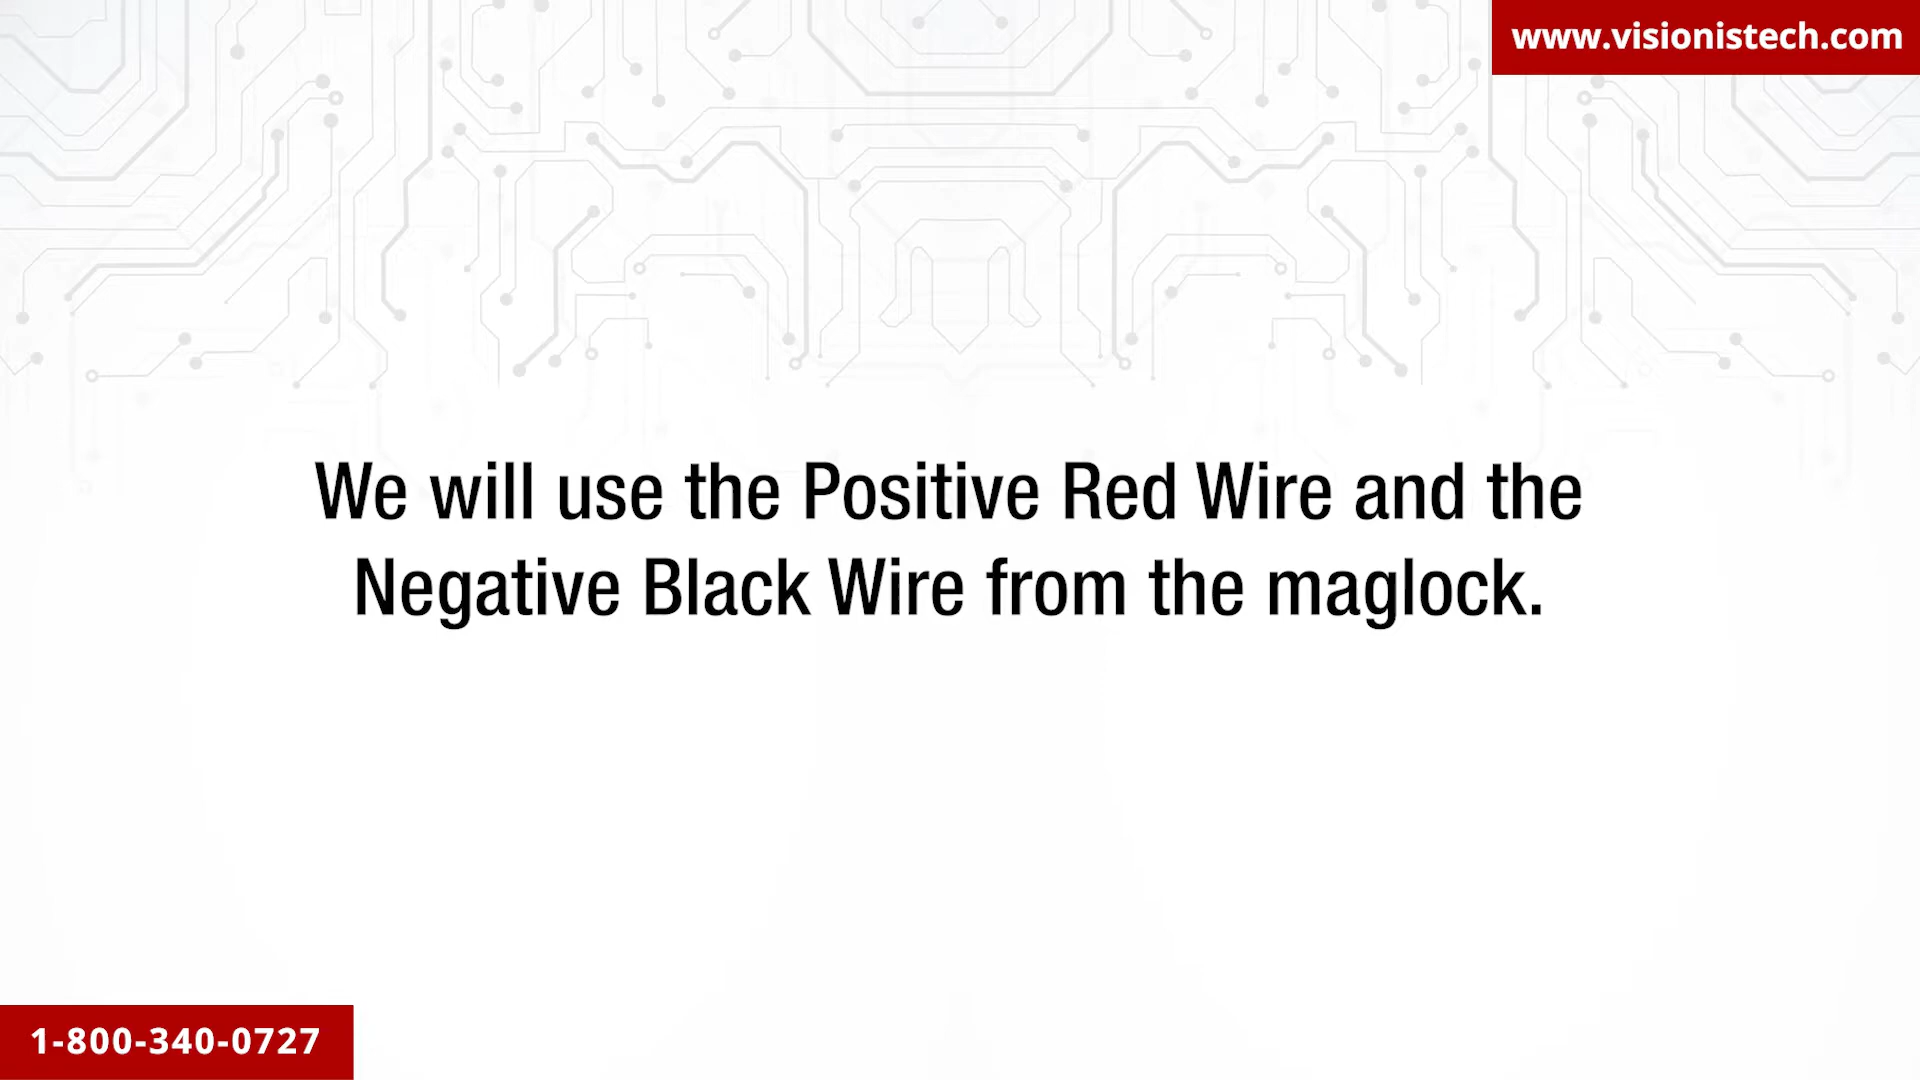 www.visionistech.com
We will use the Positive Red Wire and the
Negative Black Wire from the maglock.
1-800-340-0727